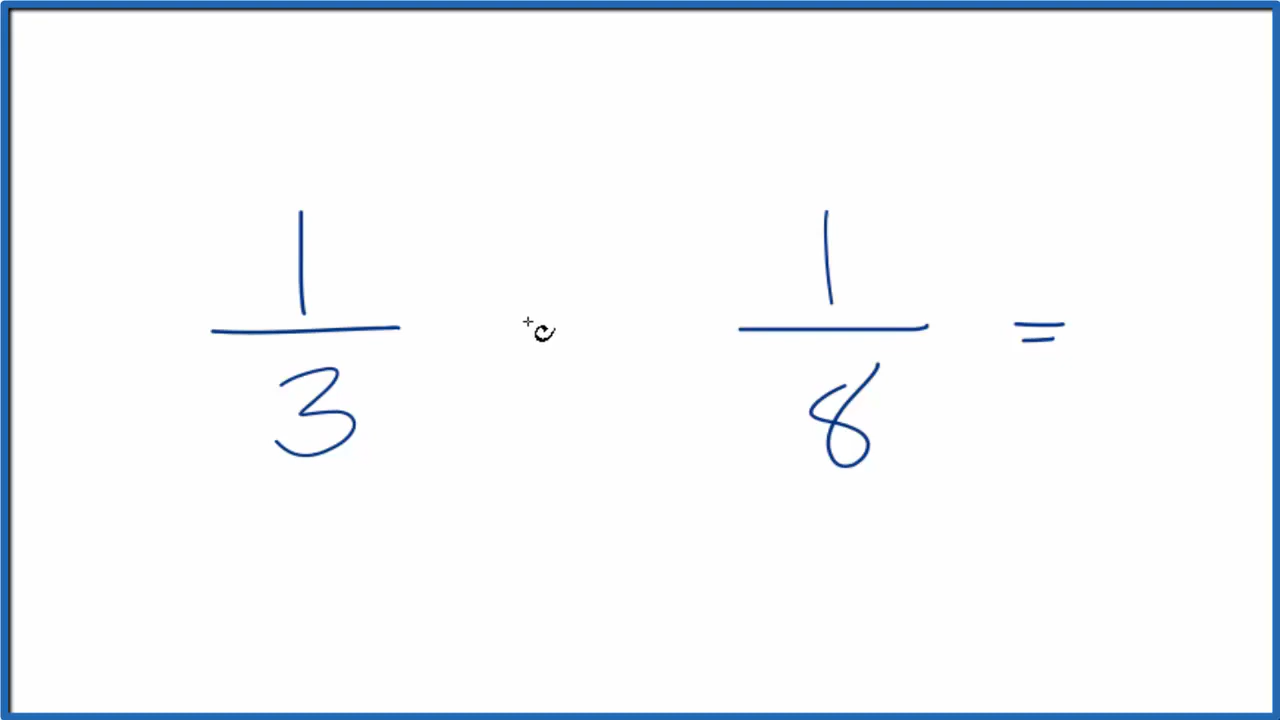 1/3 1/8 =